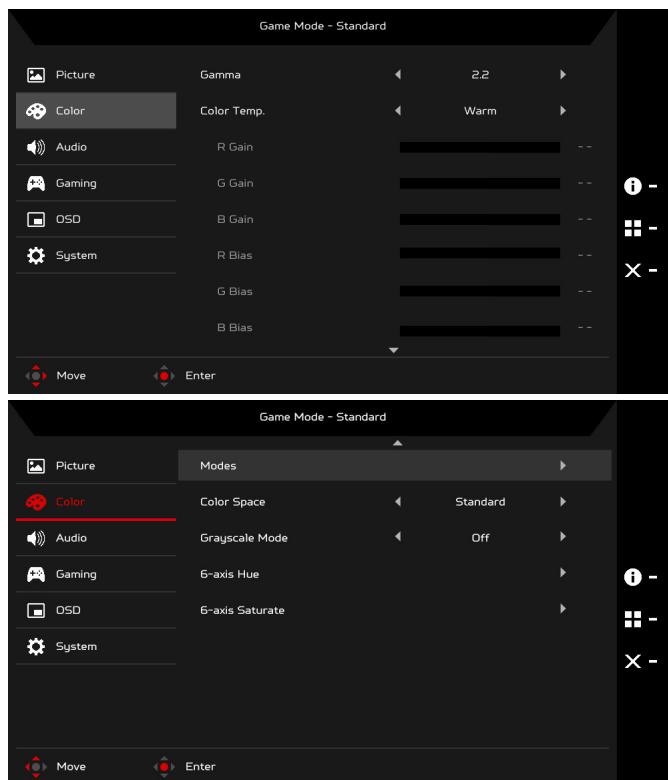 Game Mode - Standard
Picture Gamma 2.2
Color Color Temp. Warm
Audio R Gain - -
Gaming G Gain - -
OSD B Gain - -
System R Bias - -
G Bias - -
B Bias - -
Move Enter
Game Mode - Standard
Picture Modes
Color Color Space Standard
Audio Grayscale Mode Off
Gaming 6-axis Hue
OSD 6-axis Saturate
System
Move Enter